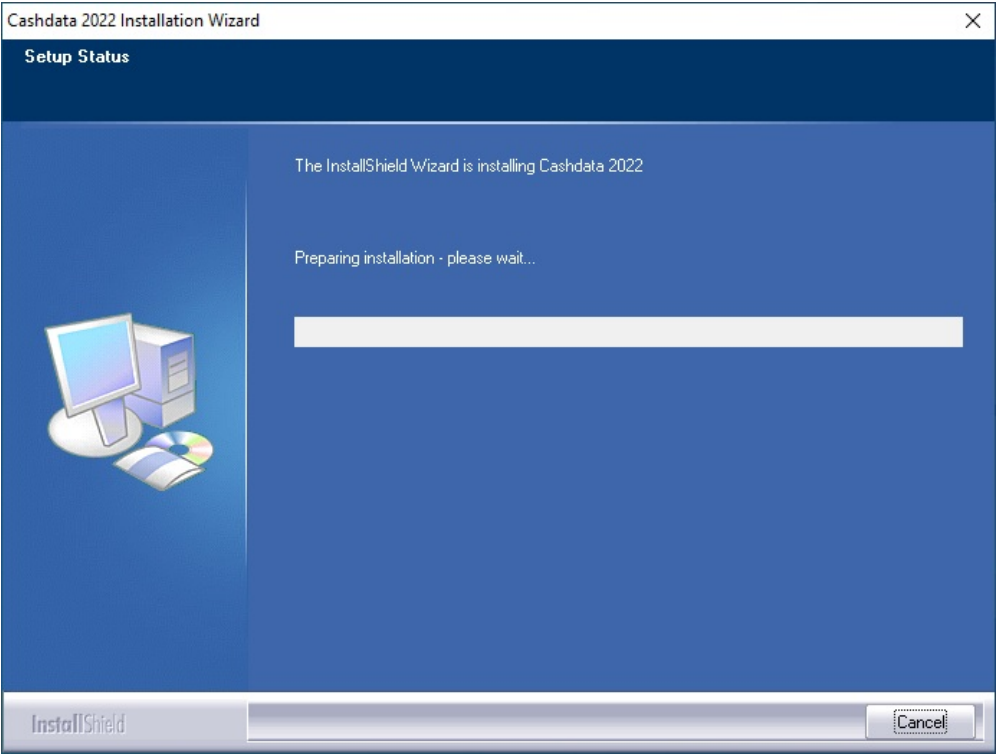 Cashdata 2022 Installation Wizard
Setup Status
The InstallShield Wizard is installing Cashdata 2022
Preparing installation - please wait...
InstallShield
Cancel